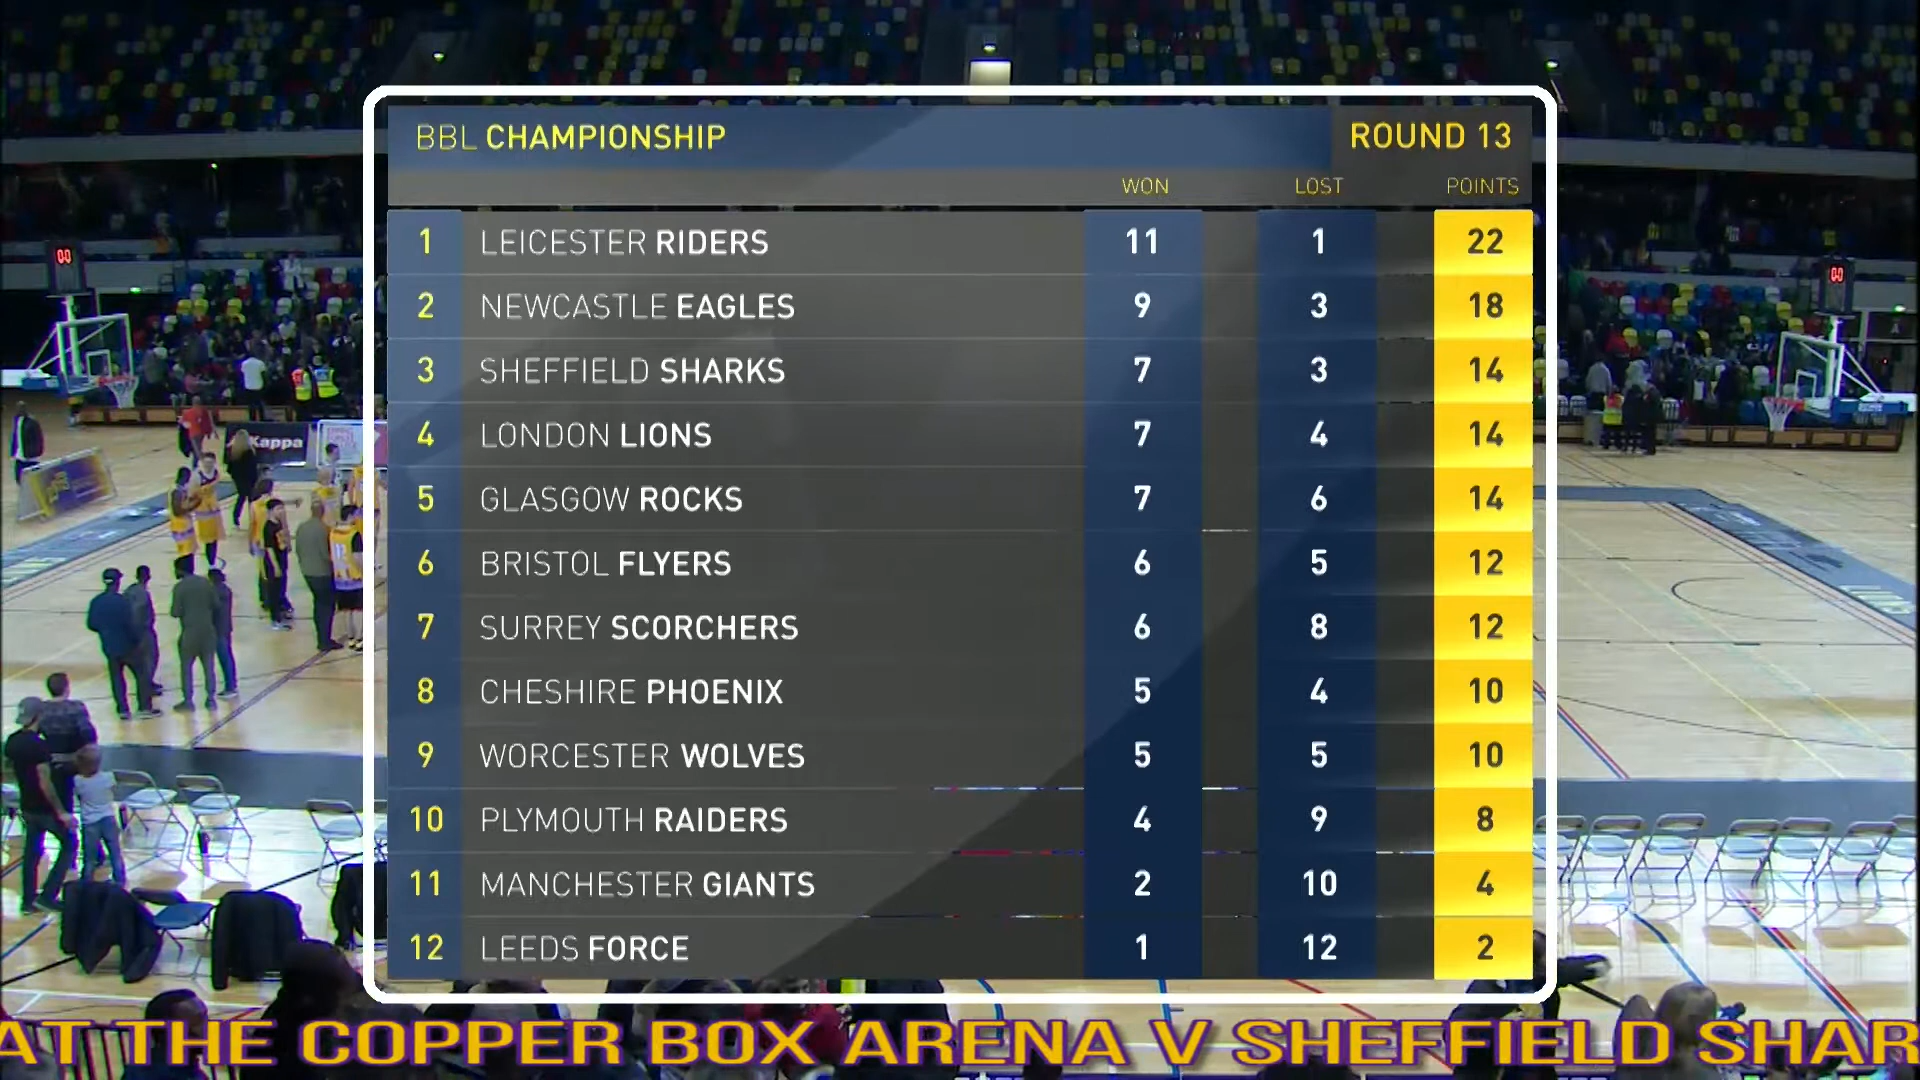 BBL CHAMPIONSHIP ROUND 13
WON LOST POINTS
1 LEICESTER RIDERS 11 1 22
2 NEWCASTLE EAGLES 9 3 18
3 SHEFFIELD SHARKS 7 3 14
4 LONDON LIONS 7 4 14
5 GLASGOW ROCKS 7 6 14
6 BRISTOL FLYERS 6 5 12
7 SURREY SCORCHERS 6 8 12
8 CHESHIRE PHOENIX 5 4 10
9 WORCESTER WOLVES 5 5 10
10 PLYMOUTH RAIDERS 4 9 8
11 MANCHESTER GIANTS 2 10 4
12 LEEDS FORCE 1 12 2
00
00
Kappa
AT THE COPPER BOX ARENA V SHEFFIELD SHAR